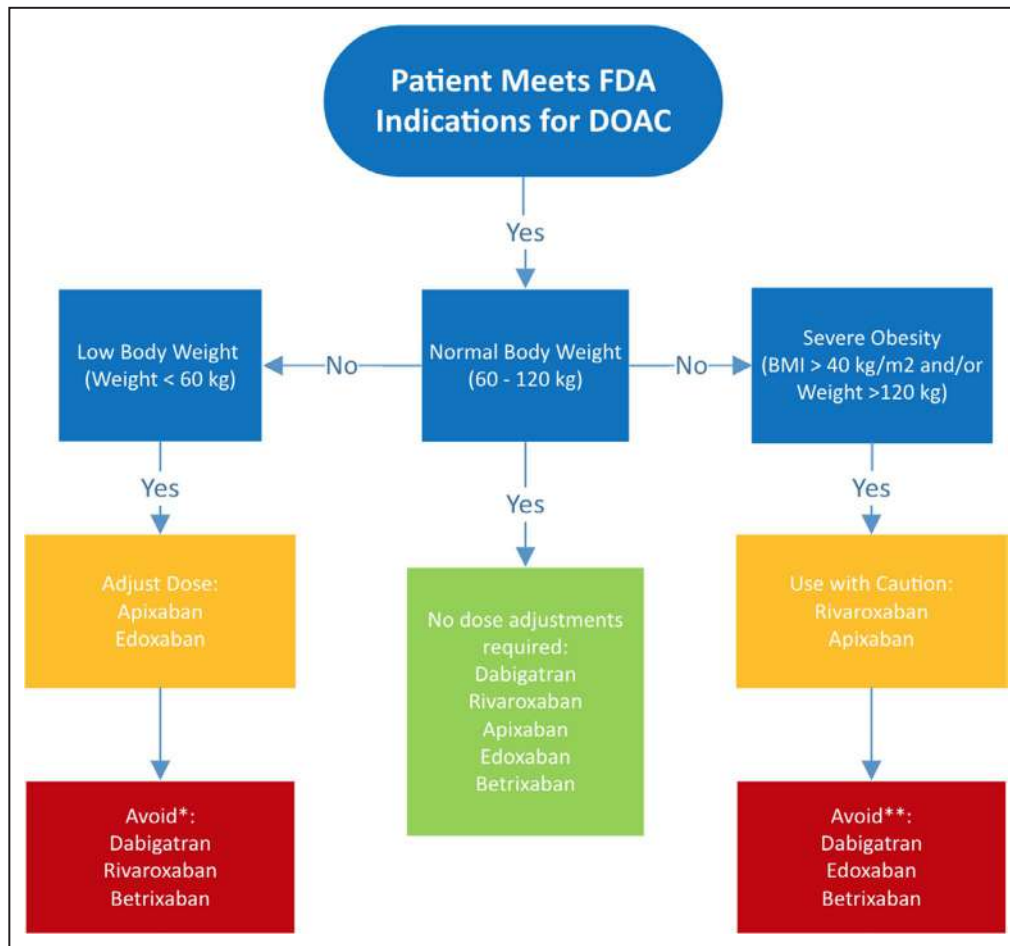 Patient Meets FDA
Indications for DOAC
Yes
Low Body Weight
(Weight < 60 kg)
No
Normal Body Weight
(60 - 120 kg)
No
Severe Obesity
(BMI > 40 kg/m2 and/or
Weight >120 kg)
Yes
Yes
Yes
Adjust Dose:
Apixaban
Edoxaban
No dose adjustments
required:
Dabigatran
Rivaroxaban
Apixaban
Edoxaban
Betrixaban
Use with Caution:
Rivaroxaban
Apixaban
Avoid*:
Dabigatran
Rivaroxaban
Betrixaban
Avoid**:
Dabigatran
Edoxaban
Betrixaban